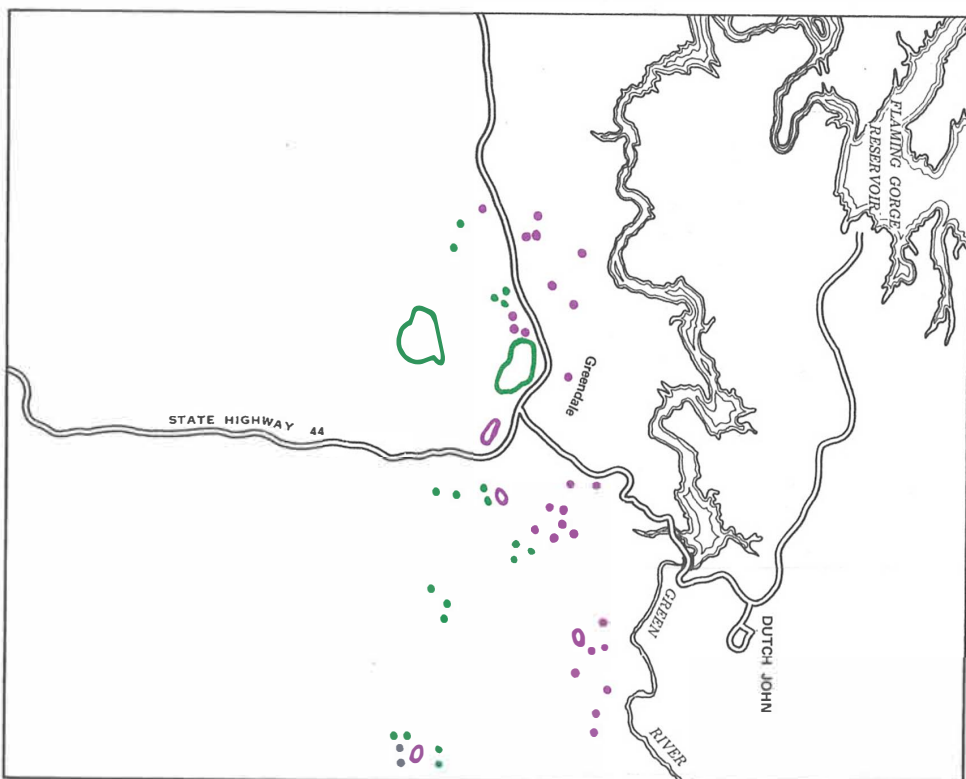 FLAMING GORGE
RESERVOIR
Greendale
STATE HIGHWAY 44
GREEN
RIVER
DUTCH JOHN